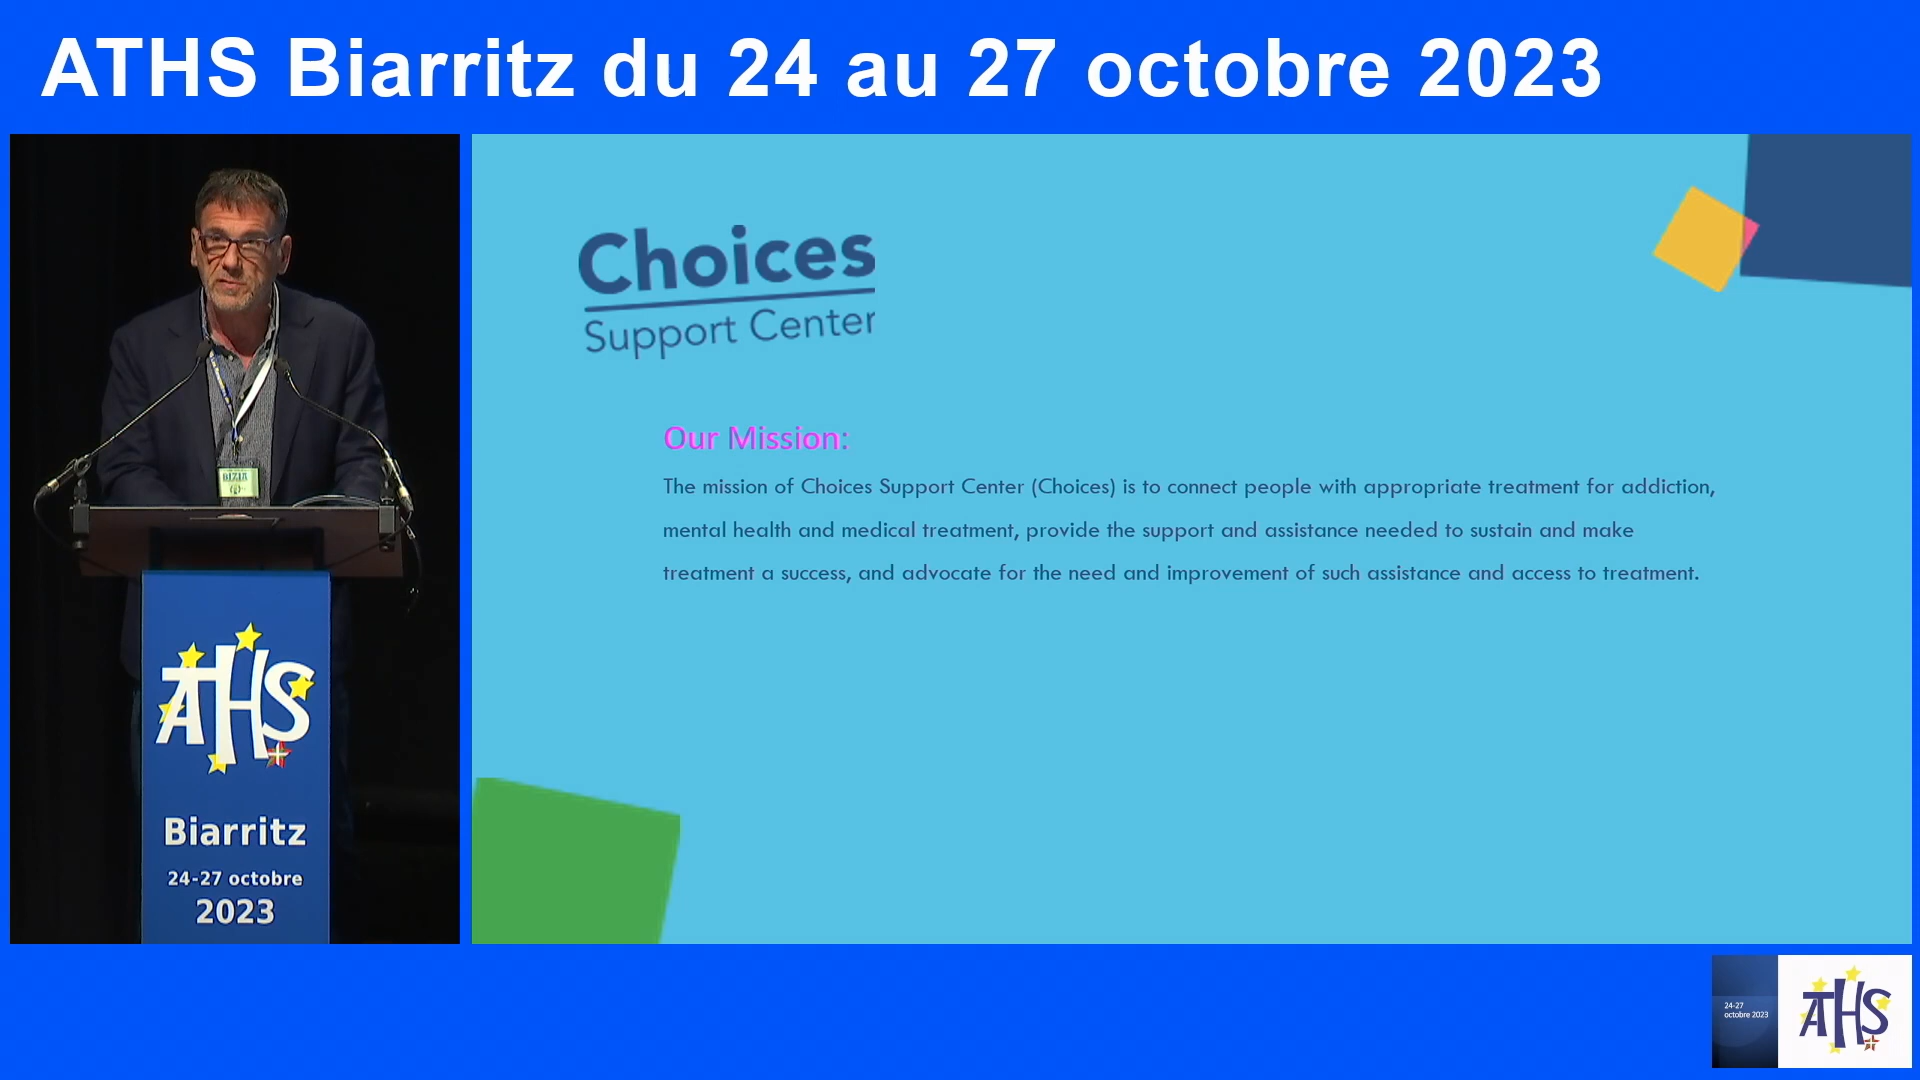 ATHS Biarritz du 24 au 27 octobre 2023
Choices
Support Center
Our Mission:
The mission of Choices Support Center (Choices) is to connect people with appropriate treatment for addiction,
mental health and medical treatment, provide the support and assistance needed to sustain and make
treatment a success, and advocate for the need and improvement of such assistance and access to treatment.
BIZIA
ATHS
Biarritz
24-27 octobre
2023
24-27
octobre 2023
ATHS